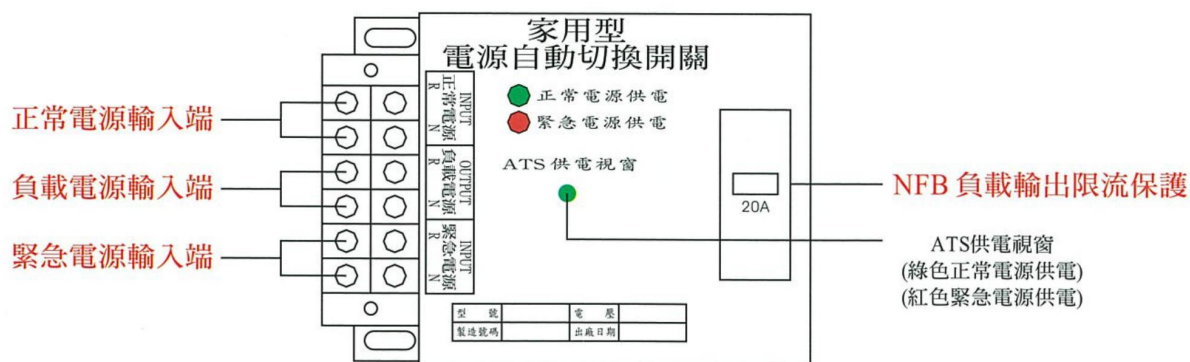 家用型
電源自動切換開關
正常電源供電
緊急電源供電
ATS 供電視窗
正常電源輸入端
負載電源輸入端
緊急電源輸入端
INPUT
正常電源
R N
OUTPUT
負載電源
R N
INPUT
緊急電源
R N
20A
NFB 負載輸出限流保護
ATS供電視窗
(綠色正常電源供電)
(紅色緊急電源供電)
型號 電壓
製造號碼 出廠日期